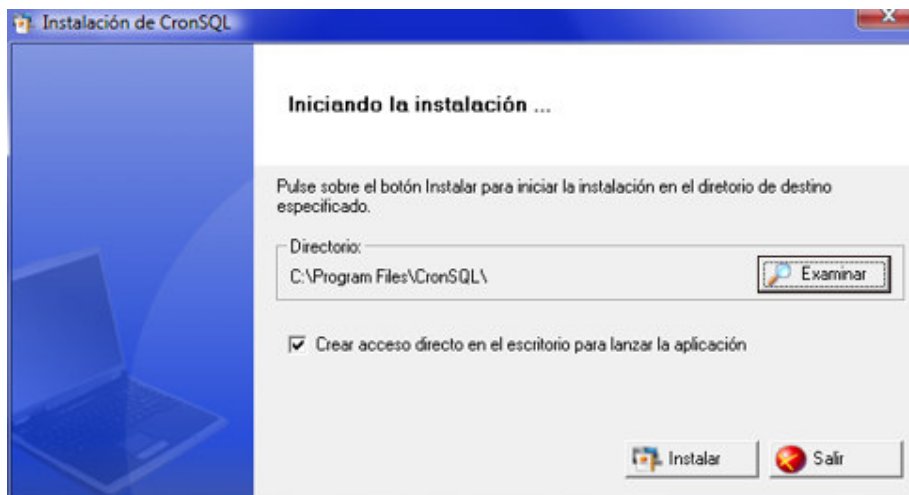 Instalación de CronSQL
Iniciando la instalación ...
Pulse sobre el botón Instalar para iniciar la instalación en el diretorio de destino
especificado.
Directorio:
C:\Program Files\CronSQL\
Examinar
Crear acceso directo en el escritorio para lanzar la aplicación
Instalar
Salir